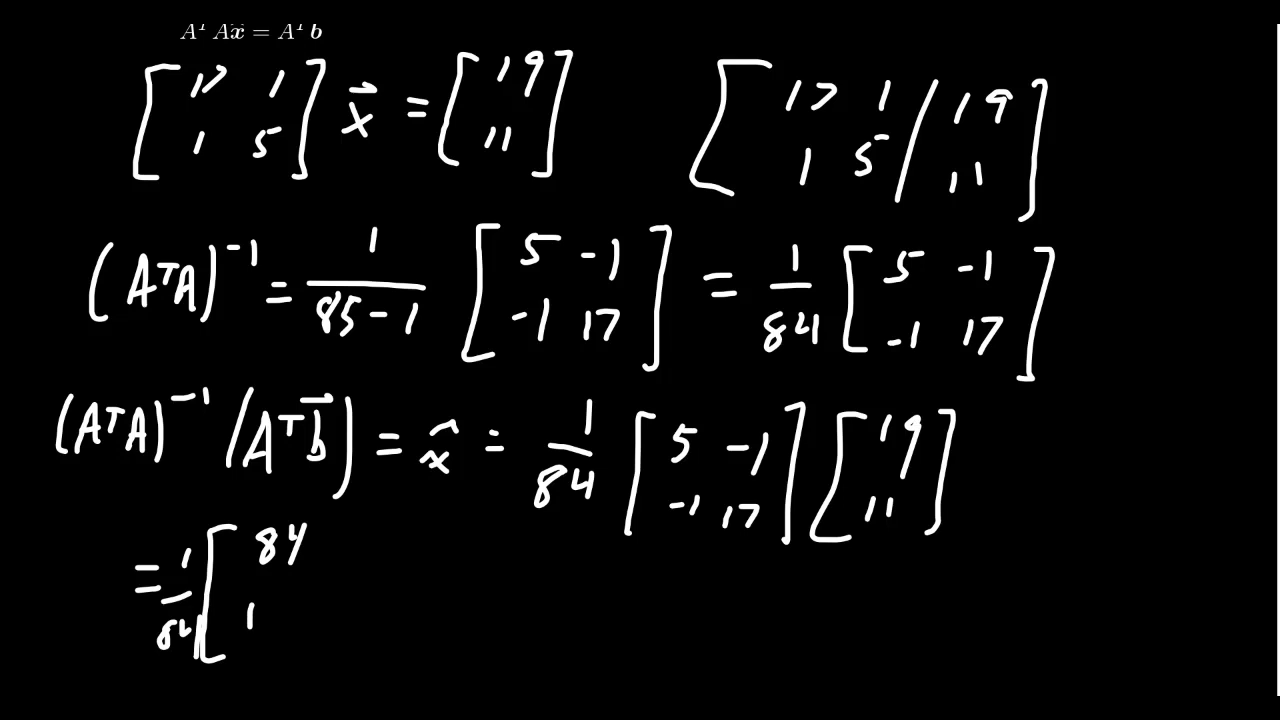 AᵀAx̂ = Aᵀb
[17 1; 1 5] x⃗ = [19; 11]    [17 1 | 19; 1 5 | 11]
(AᵀA)⁻¹ = 1/(85-1) [5 -1; -1 17] = 1/84 [5 -1; -1 17]
(AᵀA)⁻¹ (Aᵀb⃗) = x̂ = 1/84 [5 -1; -1 17] [19; 11]
= 1/84 [84; 1